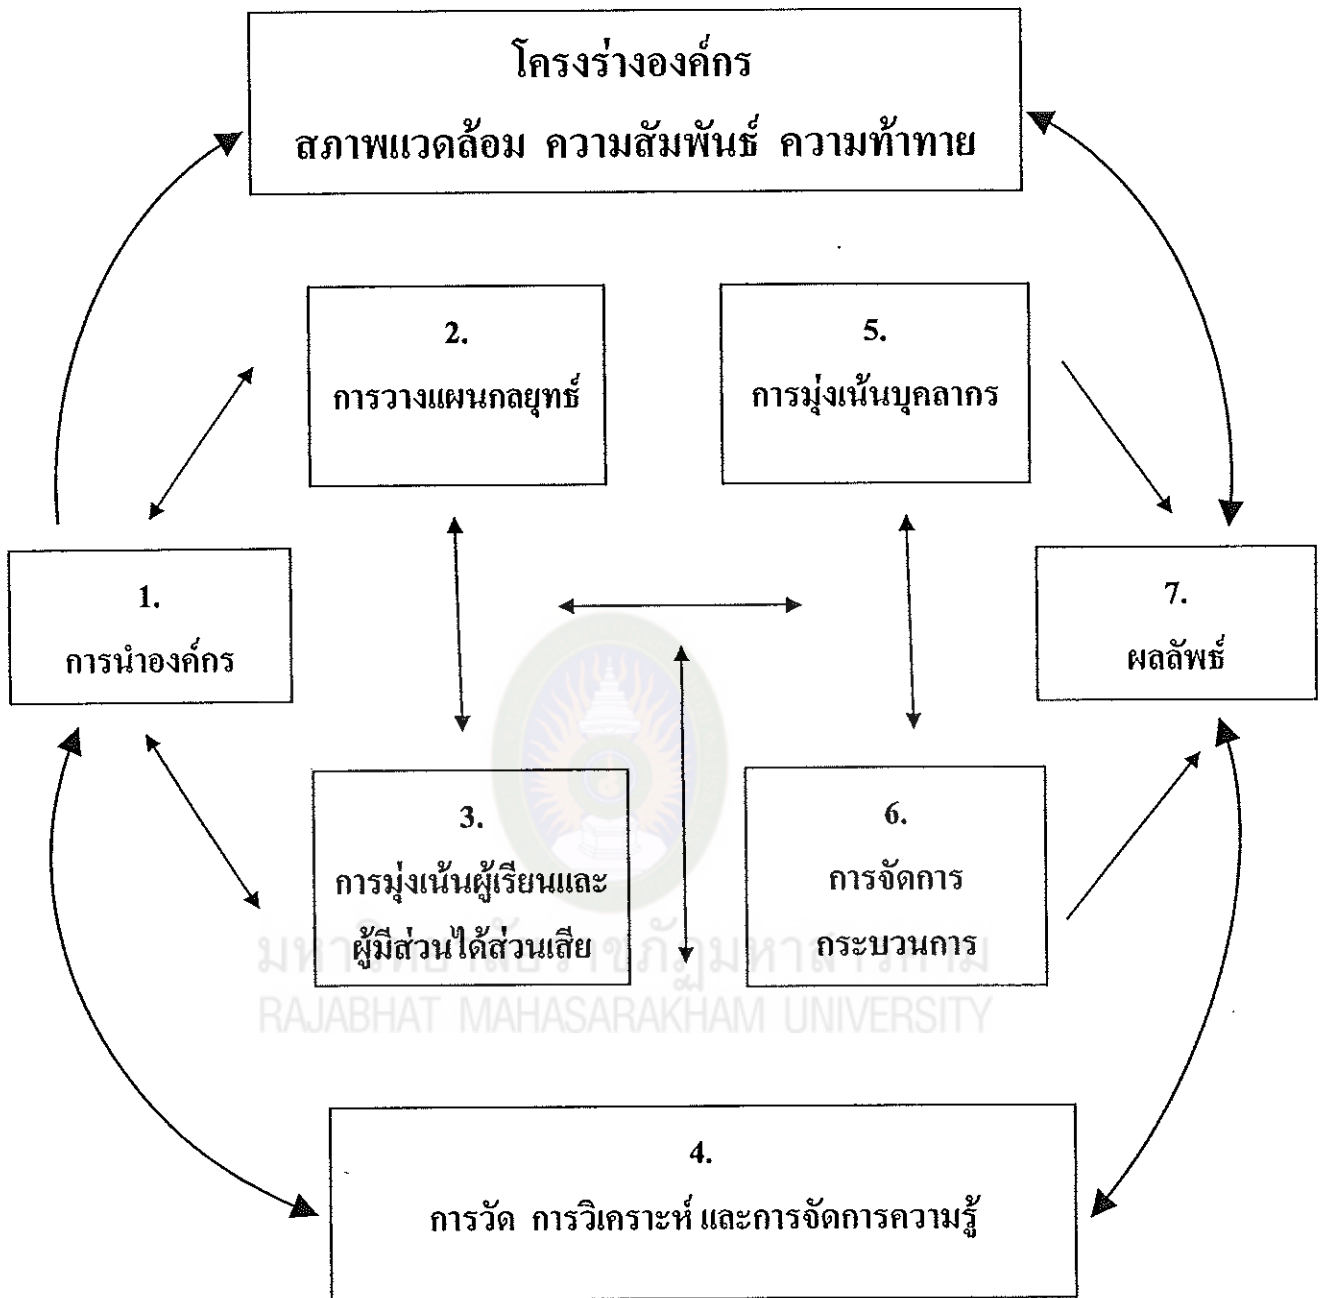 โครงร่างองค์กร
สภาพแวดล้อม ความสัมพันธ์ ความท้าทาย
2.
การวางแผนกลยุทธ์
5.
การมุ่งเน้นบุคลากร
1.
การนำองค์กร
7.
ผลลัพธ์
3.
การมุ่งเน้นผู้เรียนและ
ผู้มีส่วนได้ส่วนเสีย
6.
การจัดการ
กระบวนการ
มหาวิทยาลัยราชภัฏมหาสารคาม
RAJABHAT MAHASARAKHAM UNIVERSITY
4.
การวัด การวิเคราะห์ และการจัดการความรู้